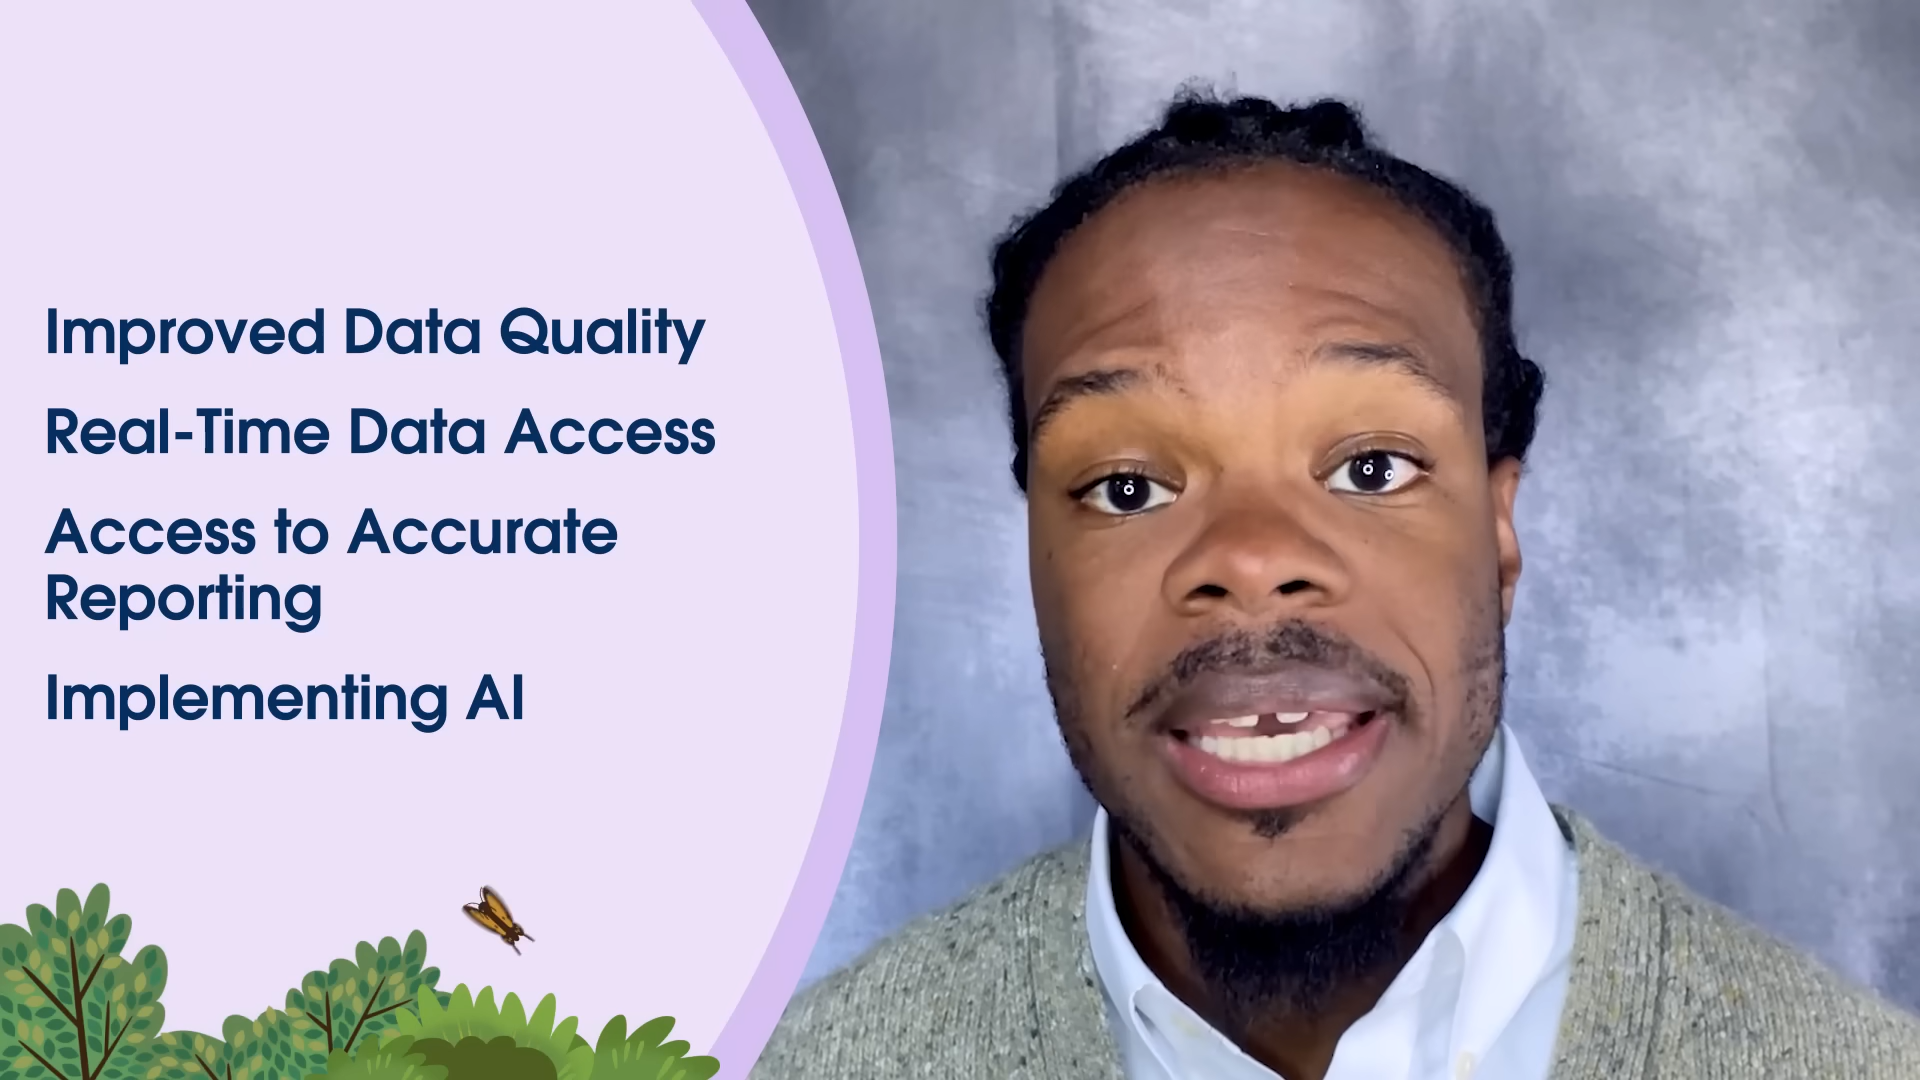 Improved Data Quality
Real-Time Data Access
Access to Accurate
Reporting
Implementing AI